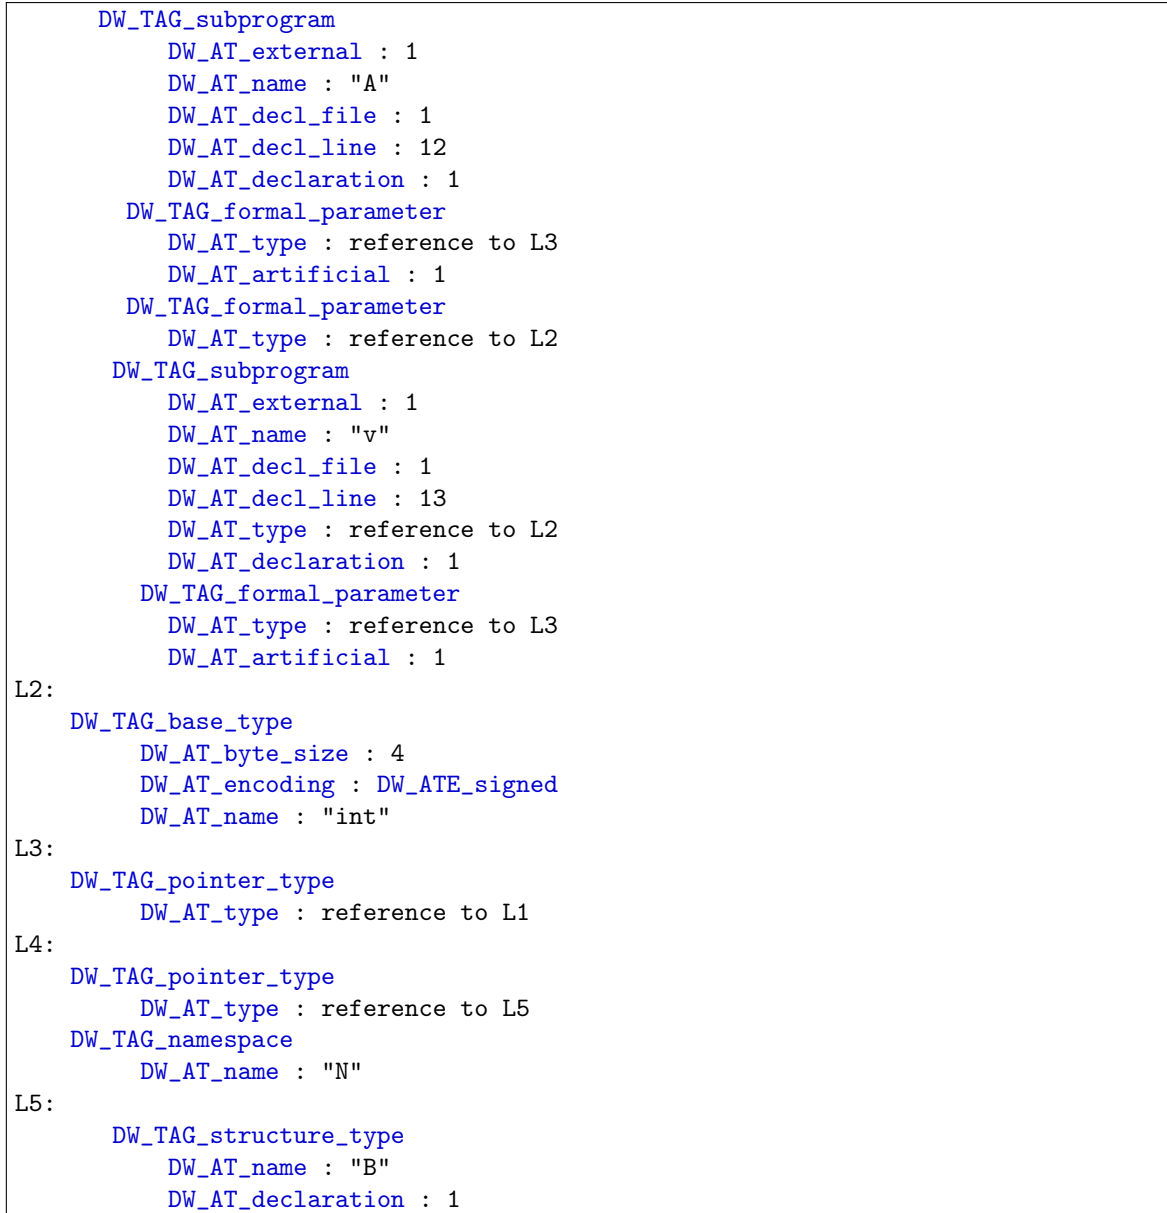 DW_TAG_subprogram
DW_AT_external : 1
DW_AT_name : "A"
DW_AT_decl_file : 1
DW_AT_decl_line : 12
DW_AT_declaration : 1
DW_TAG_formal_parameter
DW_AT_type : reference to L3
DW_AT_artificial : 1
DW_TAG_formal_parameter
DW_AT_type : reference to L2
DW_TAG_subprogram
DW_AT_external : 1
DW_AT_name : "v"
DW_AT_decl_file : 1
DW_AT_decl_line : 13
DW_AT_type : reference to L2
DW_AT_declaration : 1
DW_TAG_formal_parameter
DW_AT_type : reference to L3
DW_AT_artificial : 1
L2:
DW_TAG_base_type
DW_AT_byte_size : 4
DW_AT_encoding : DW_ATE_signed
DW_AT_name : "int"
L3:
DW_TAG_pointer_type
DW_AT_type : reference to L1
L4:
DW_TAG_pointer_type
DW_AT_type : reference to L5
DW_TAG_namespace
DW_AT_name : "N"
L5:
DW_TAG_structure_type
DW_AT_name : "B"
DW_AT_declaration : 1